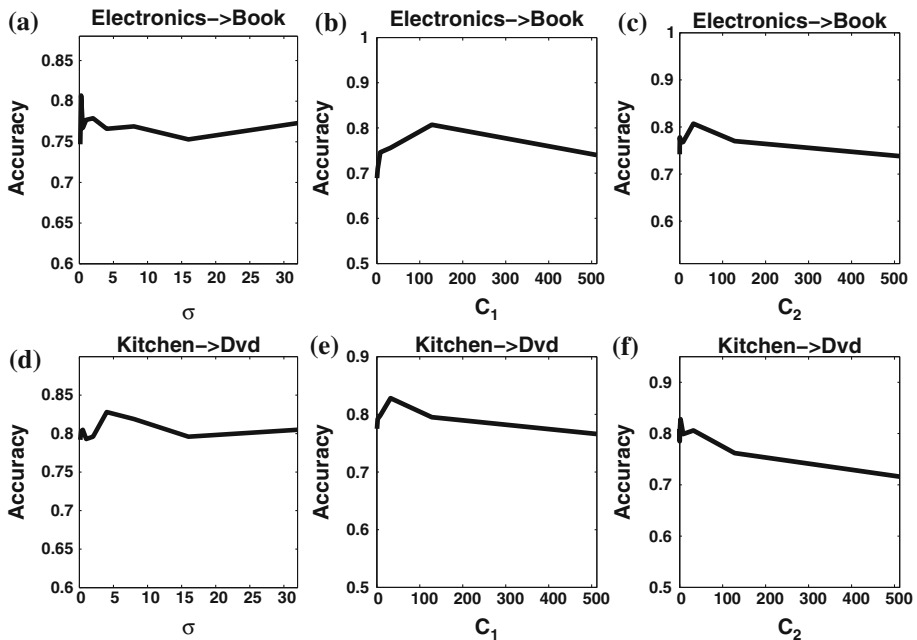 (a) Electronics->Book
0.85
0.8
0.75
0.7
0.65
0.6
Accuracy
0 5 10 15 20 25 30
σ
(b) Electronics->Book
1
0.9
0.8
0.7
0.6
0.5
Accuracy
0 100 200 300 400 500
C1
(c) Electronics->Book
1
0.9
0.8
0.7
0.6
Accuracy
0 100 200 300 400 500
C2
(d) Kitchen->Dvd
0.85
0.8
0.75
0.7
0.65
0.6
Accuracy
0 5 10 15 20 25 30
σ
(e) Kitchen->Dvd
0.9
0.8
0.7
0.6
0.5
Accuracy
0 100 200 300 400 500
C1
(f) Kitchen->Dvd
0.9
0.8
0.7
0.6
0.5
Accuracy
0 100 200 300 400 500
C2